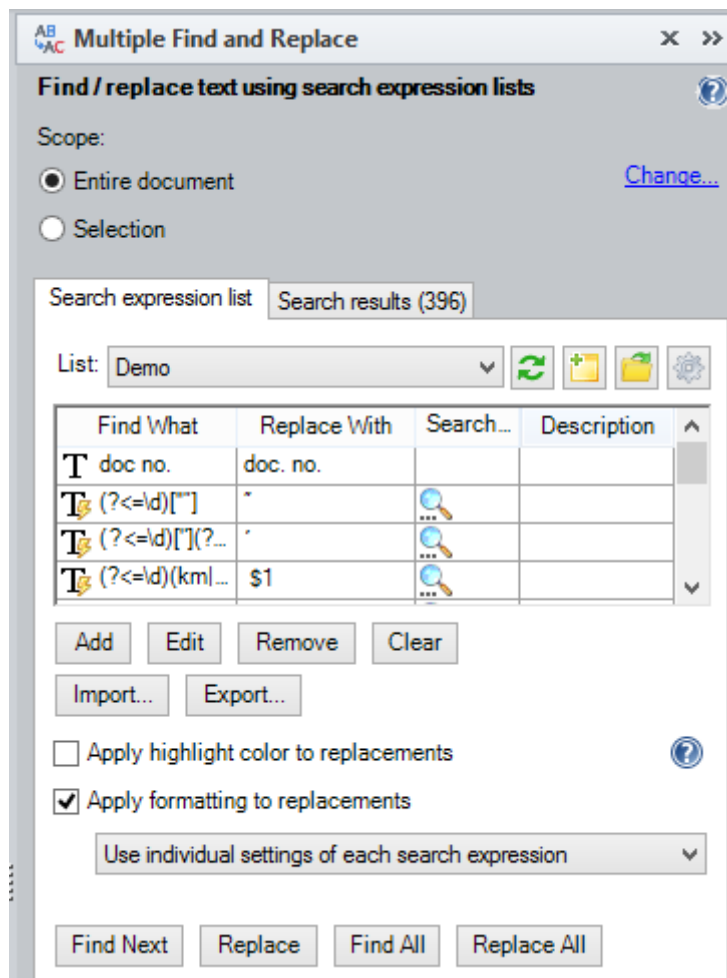 Multiple Find and Replace
Find / replace text using search expression lists
Scope:
Entire document
Change...
Selection
Search expression list Search results (396)
List: Demo
Find What Replace With Search... Description
doc no. doc. no.
(?<=\d)["”] ″
(?<=\d)['](?... ′
(?<=\d)(km|... $1
Add Edit Remove Clear
Import... Export...
Apply highlight color to replacements
Apply formatting to replacements
Use individual settings of each search expression
Find Next Replace Find All Replace All